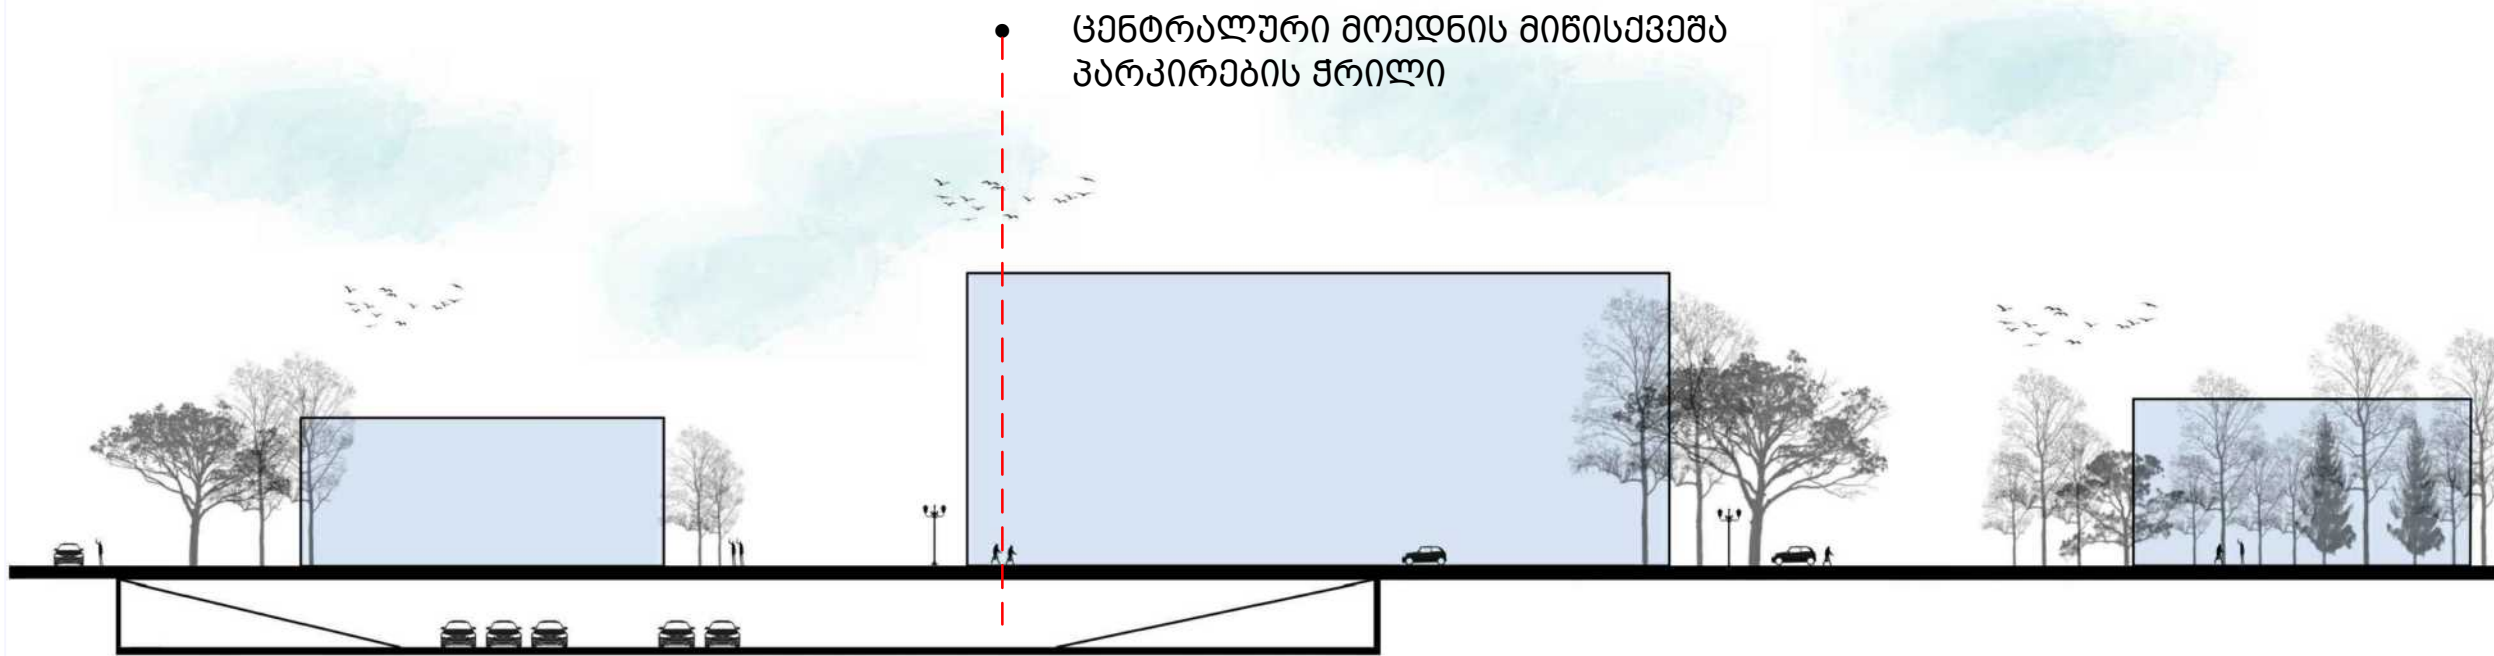 ცენტრალური მოედნის მიწისქვეშა
პარკირების ჭრილი